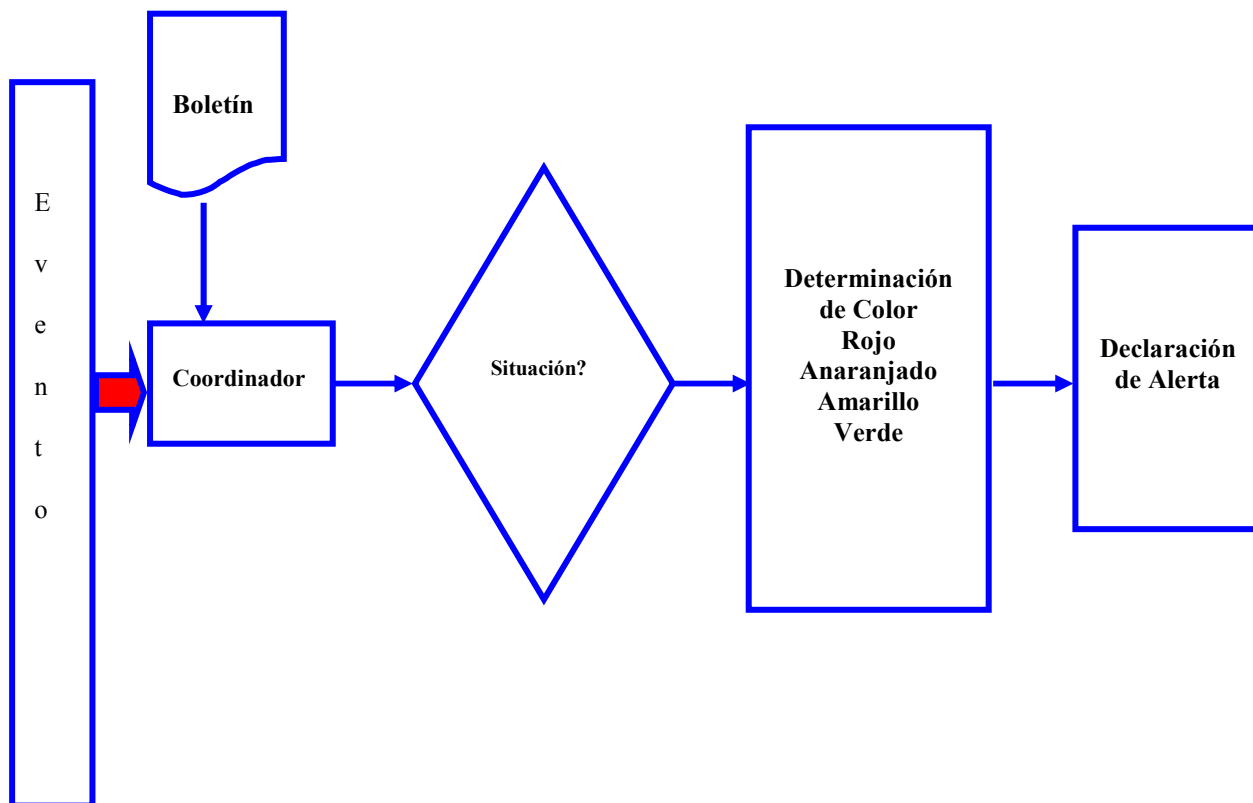 Boletín
E
v
e
n
t
o
Coordinador
Situación?
Determinación
de Color
Rojo
Anaranjado
Amarillo
Verde
Declaración
de Alerta